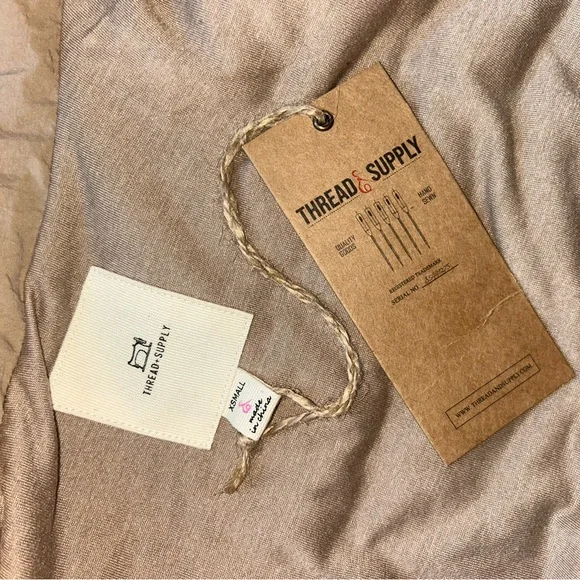 THREAD & SUPPLY
QUALITY
GOODS
HAND
SEWN
REGISTERED TRADEMARK
SERIAL NO.
WWW.THREADANDSUPPLY.COM
THREAD+SUPPLY
XSMALL
&
made
in china